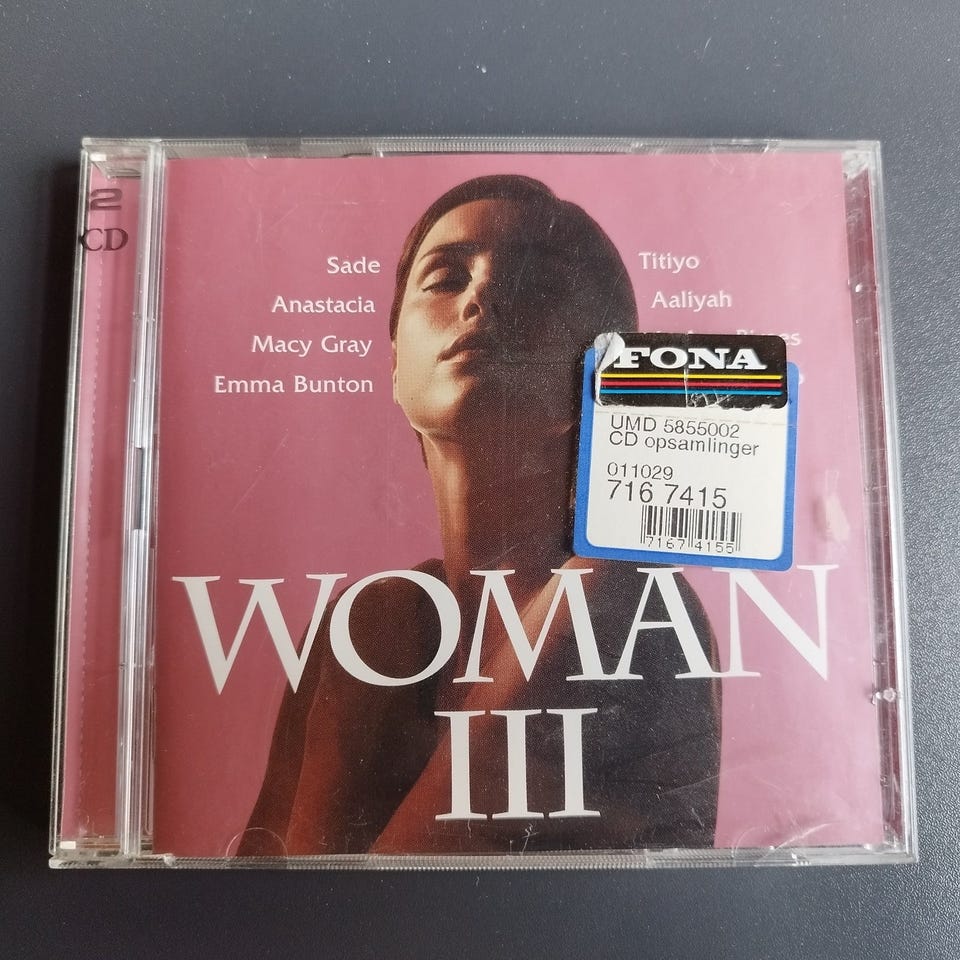 2
CD
Sade
Anastacia
Macy Gray
Emma Bunton
Titiyo
Aaliyah
FONA
UMD 5855002
CD opsamlinger
011029
716 7415
7167 4155
WOMAN
III